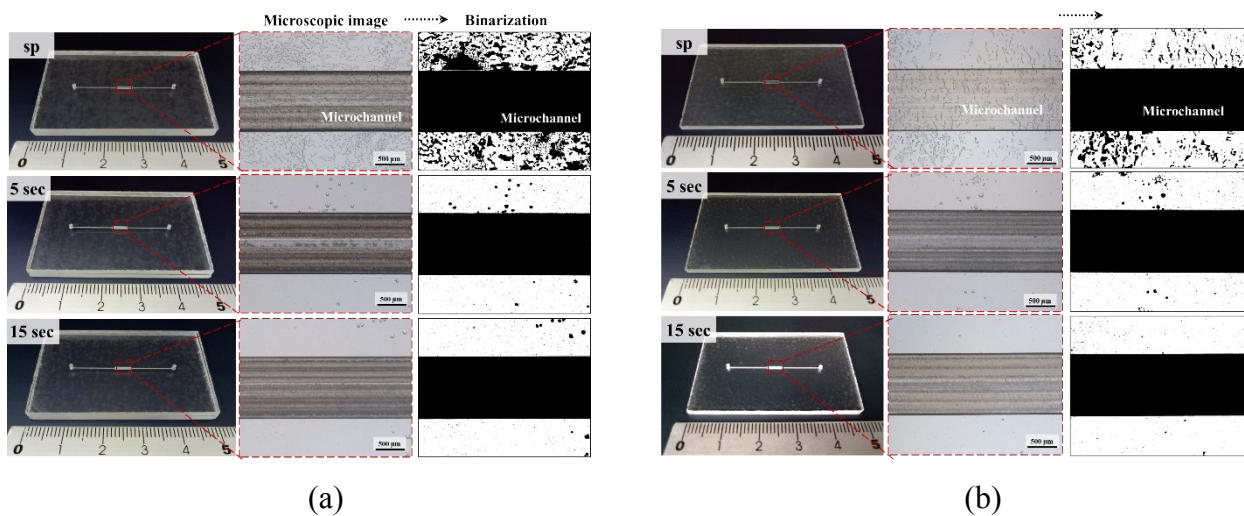 Microscopic image
Binarization
sp
Microchannel
Microchannel
500 μm
0 1 2 3 4 5
5 sec
500 μm
0 1 2 3 4 5
15 sec
500 μm
0 1 2 3 4 5
(a)
sp
Microchannel
Microchannel
500 μm
0 1 2 3 4 5
5 sec
500 μm
0 1 2 3 4 5
15 sec
500 μm
0 1 2 3 4 5
(b)